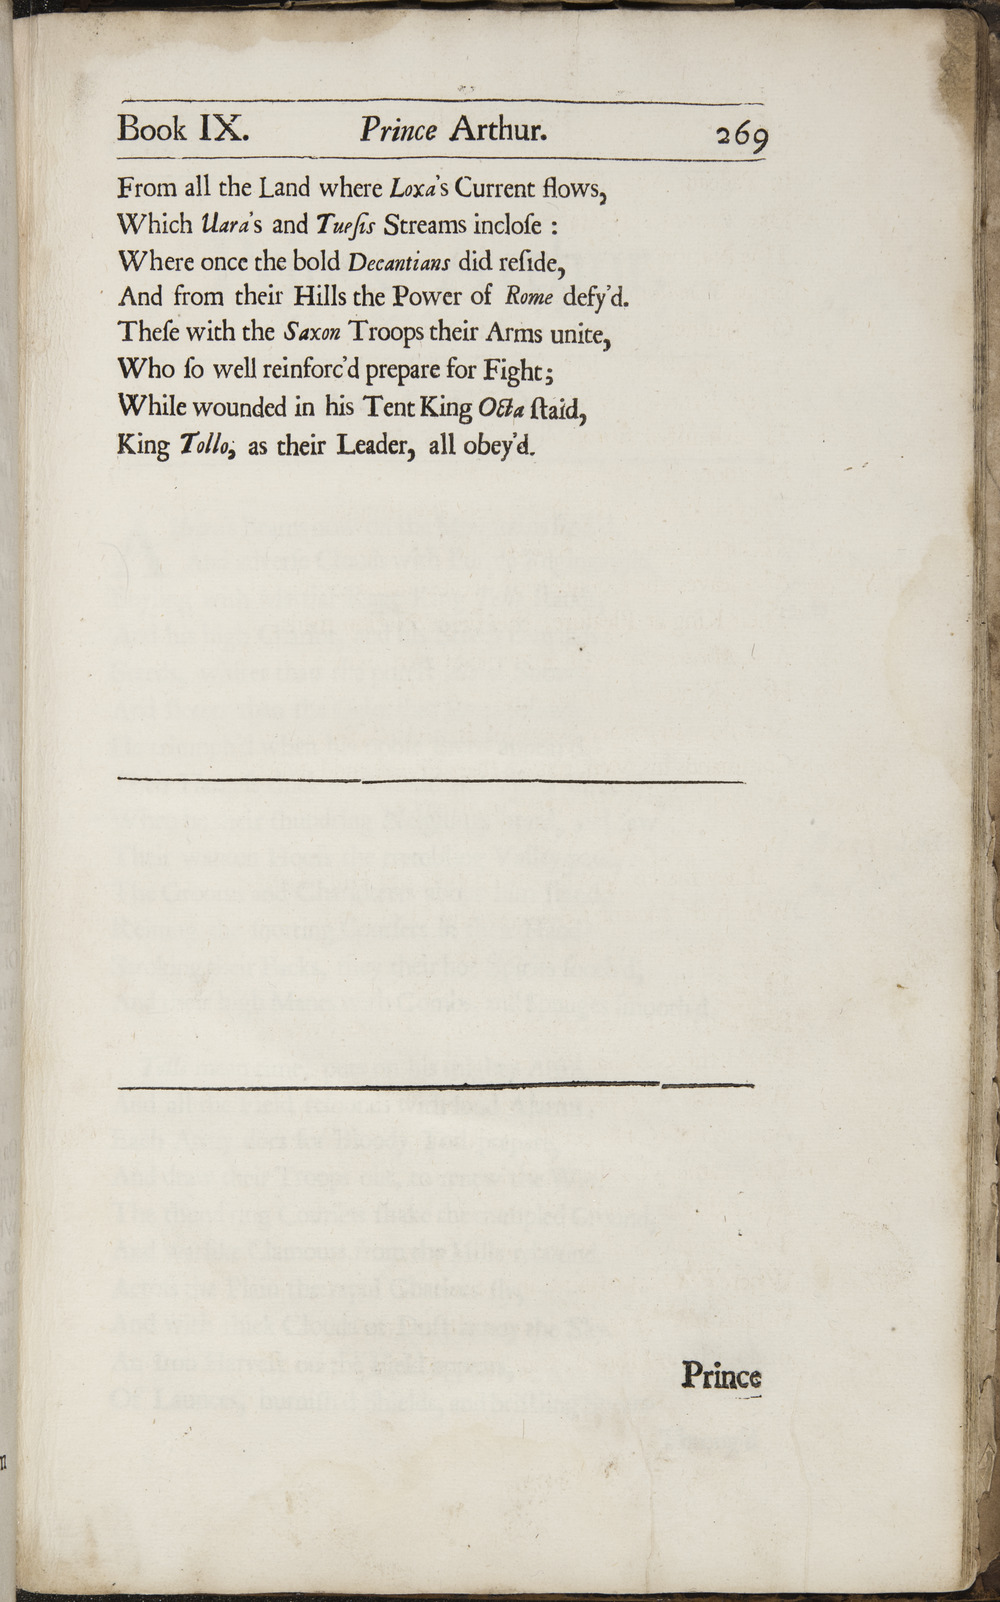 Book IX. Prince Arthur. 269
From all the Land where Loxa's Current flows,
Which Uara's and Tueſis Streams incloſe :
Where once the bold Decantians did reſide,
And from their Hills the Power of Rome defy'd.
Theſe with the Saxon Troops their Arms unite,
Who ſo well reinforc'd prepare for Fight;
While wounded in his Tent King Octa ſtaid,
King Tollo, as their Leader, all obey'd.
Prince